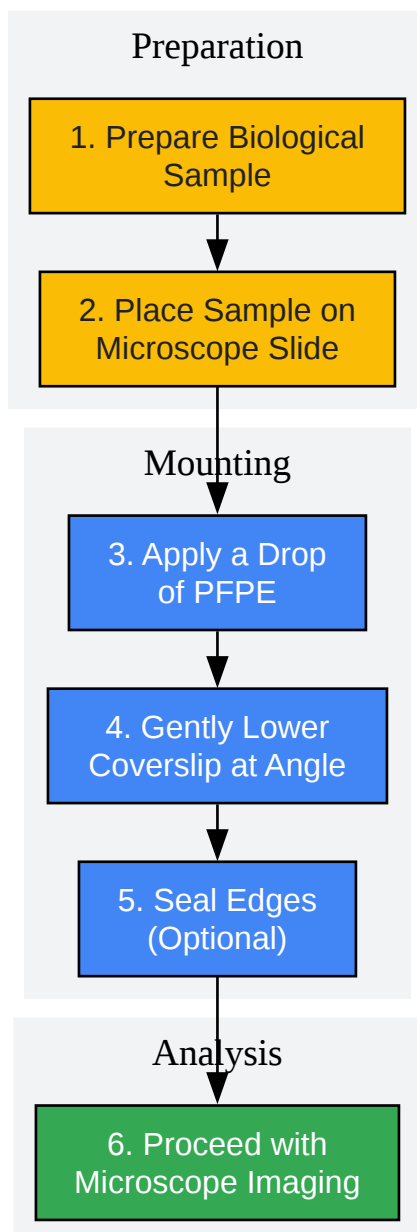 Preparation
1. Prepare Biological
Sample
2. Place Sample on
Microscope Slide
Mounting
3. Apply a Drop
of PFPE
4. Gently Lower
Coverslip at Angle
5. Seal Edges
(Optional)
Analysis
6. Proceed with
Microscope Imaging